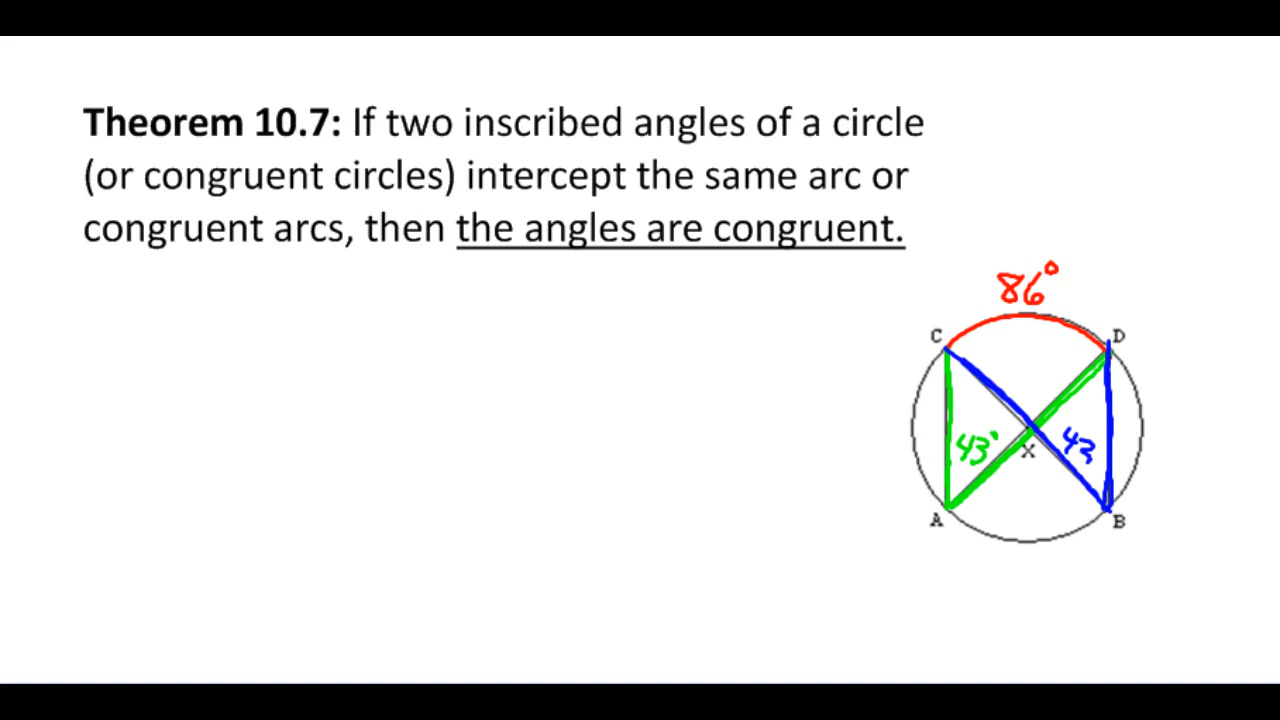 Theorem 10.7: If two inscribed angles of a circle
(or congruent circles) intercept the same arc or
congruent arcs, then the angles are congruent.
86°
C D
43° 43
X
A B